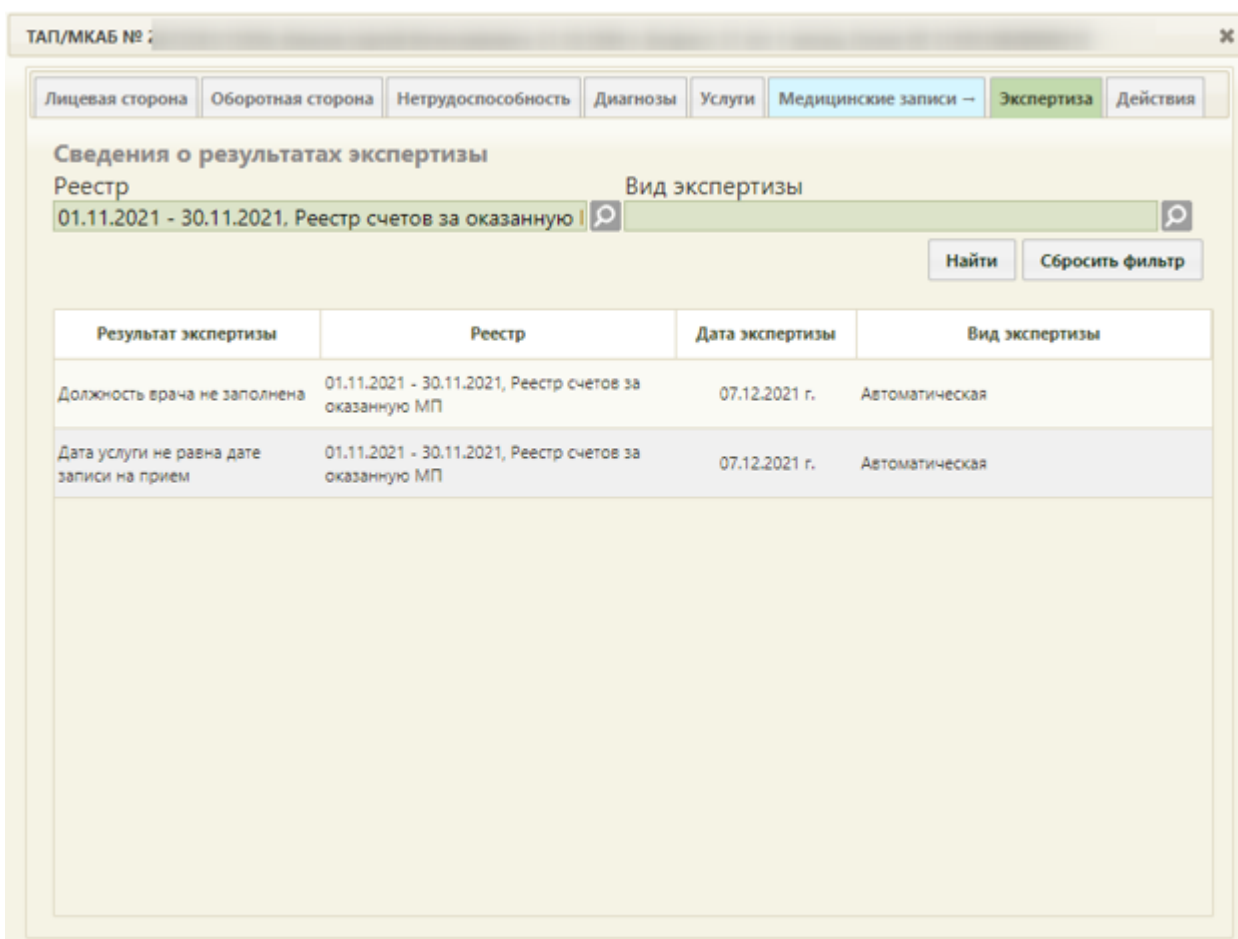 ТАП/МКАБ №
Лицевая сторона Оборотная сторона Нетрудоспособность Диагнозы Услуги Медицинские записи → Экспертиза Действия
Сведения о результатах экспертизы
Реестр Вид экспертизы
01.11.2021 - 30.11.2021, Реестр счетов за оказанную
Найти Сбросить фильтр
Результат экспертизы Реестр Дата экспертизы Вид экспертизы
Должность врача не заполнена 01.11.2021 - 30.11.2021, Реестр счетов за 07.12.2021 г. Автоматическая
оказанную МП
Дата услуги не равна дате 01.11.2021 - 30.11.2021, Реестр счетов за 07.12.2021 г. Автоматическая
записи на прием оказанную МП